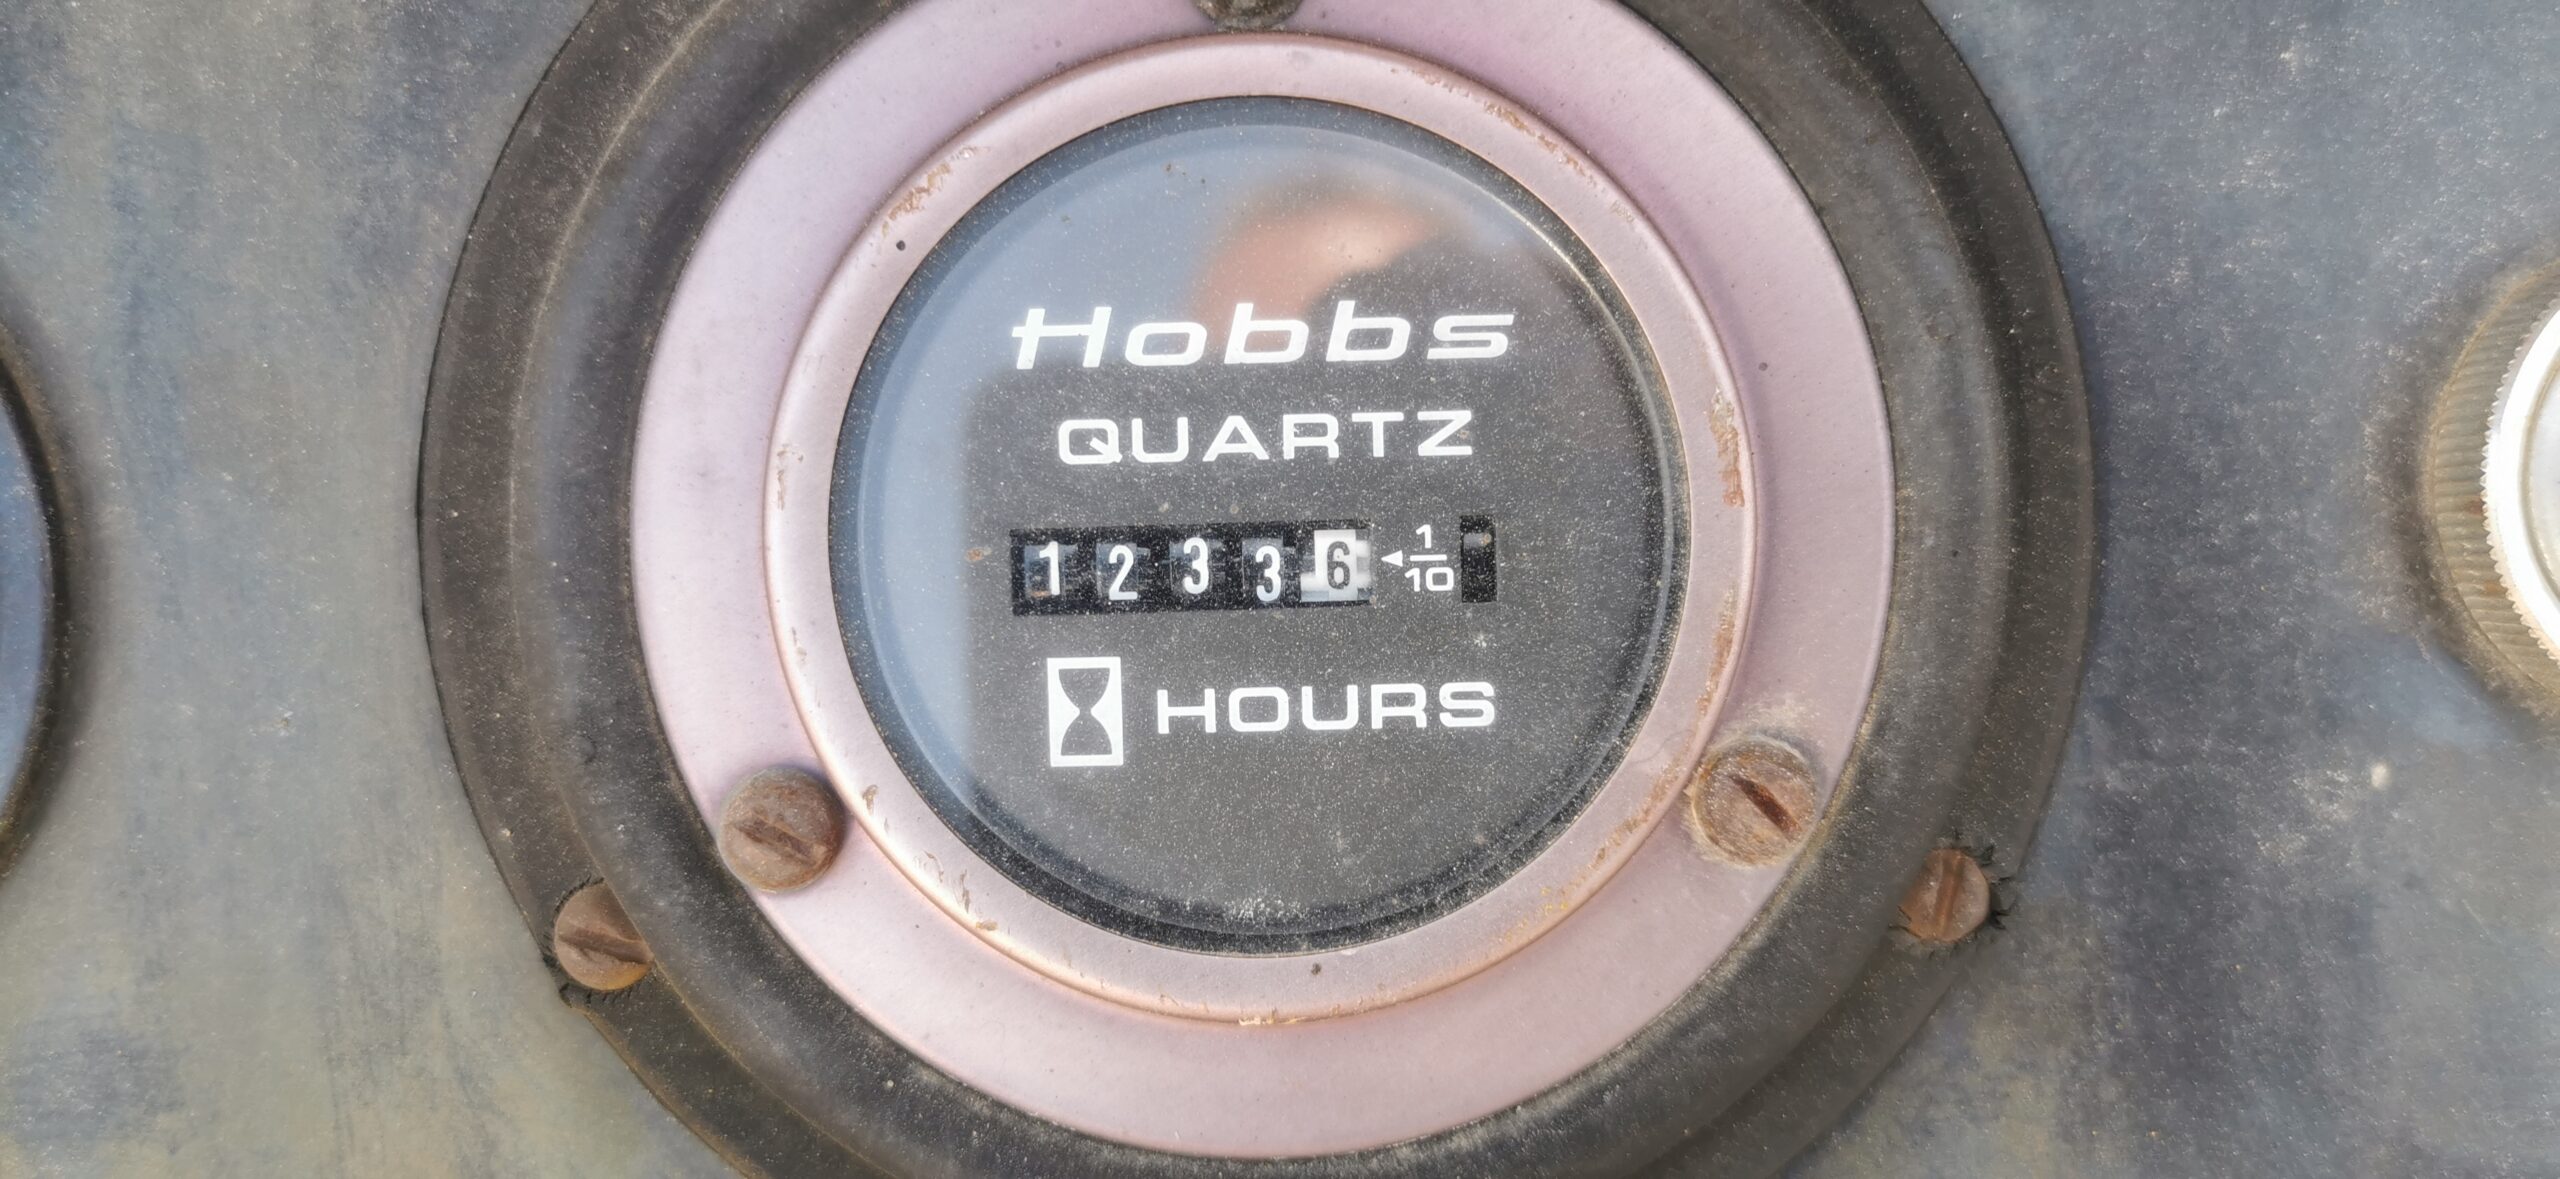 Hobbs
QUARTZ
12336 ◄ 1/10
HOURS